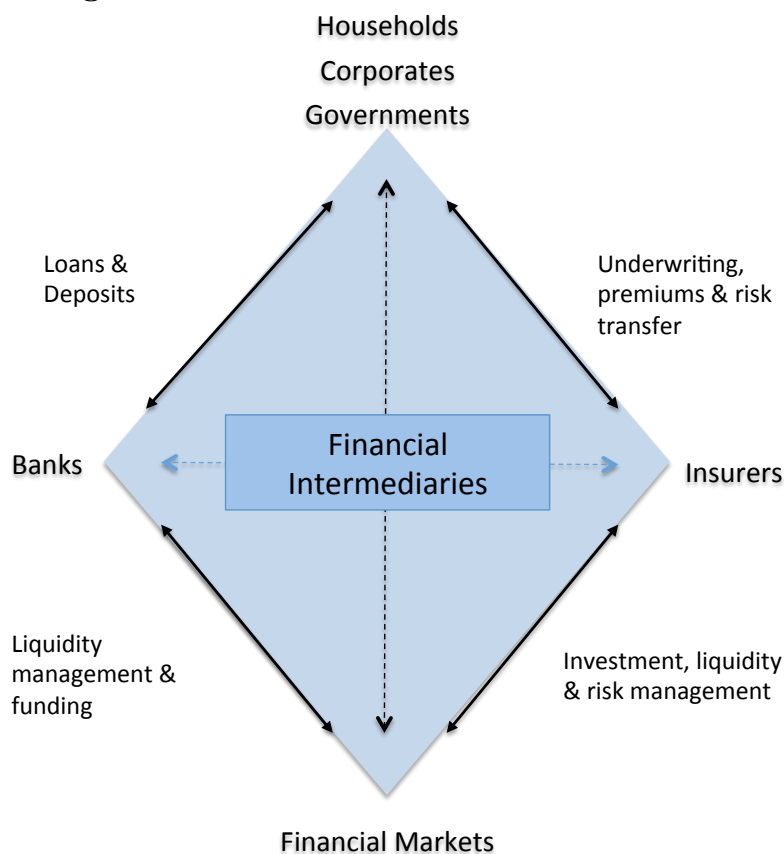 Households
Corporates
Governments
Loans &
Deposits
Underwriting,
premiums & risk
transfer
Banks
Financial
Intermediaries
Insurers
Liquidity
management &
funding
Investment, liquidity
& risk management
Financial Markets